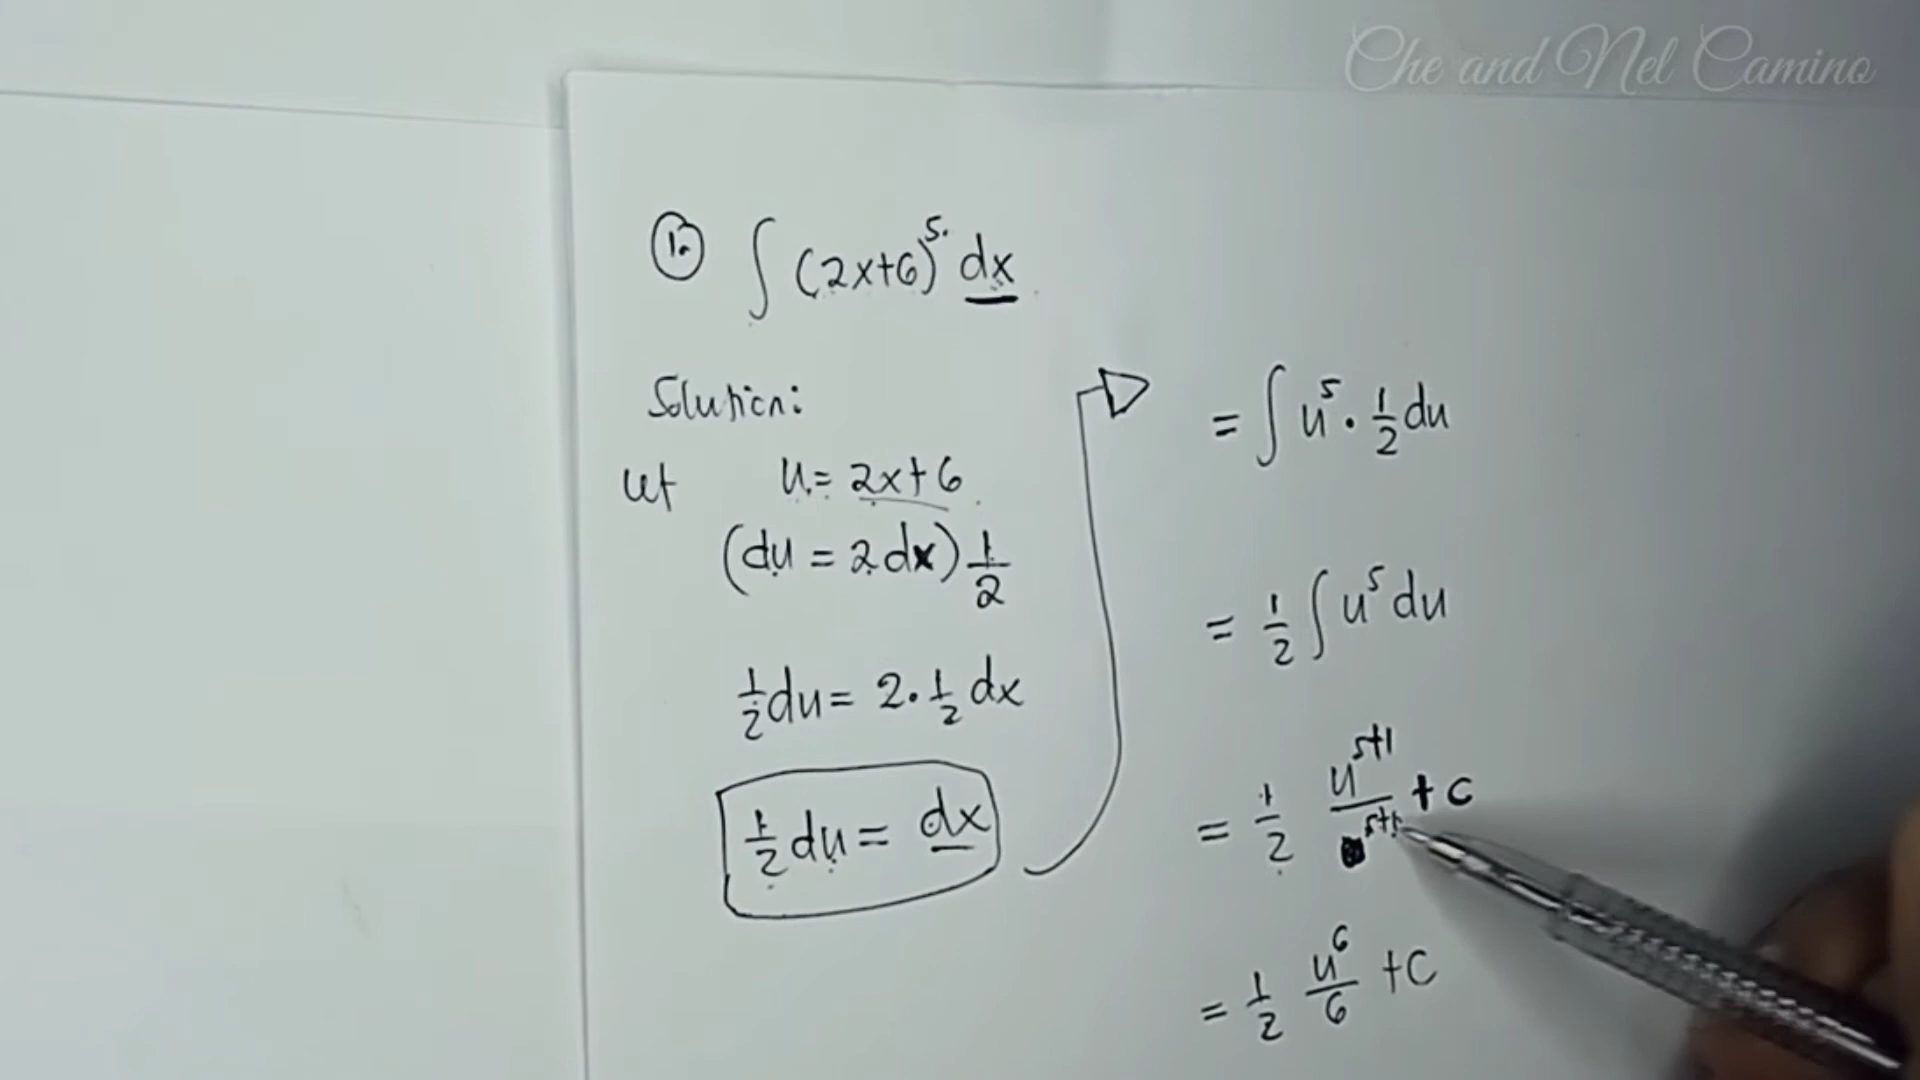 Che and Nel Camino
1. ∫ (2x+6)^5 dx
Solution:
Let u = 2x+6
(du = 2dx) 1/2
1/2 du = 2 · 1/2 dx
1/2 du = dx
= ∫ u^5 · 1/2 du
= 1/2 ∫ u^5 du
= 1/2 u^(5+1)/(5+1) + C
= 1/2 u^6/6 + C